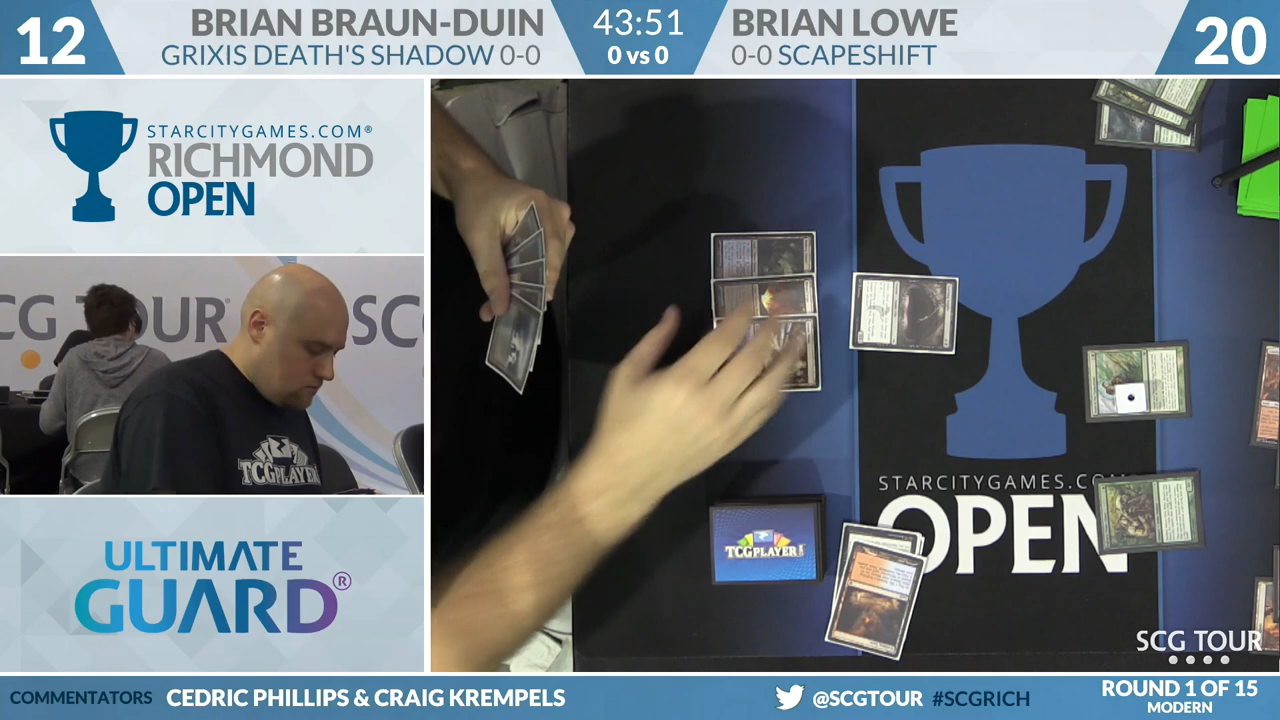 12
BRIAN BRAUN-DUIN
GRIXIS DEATH'S SHADOW 0-0
43:51
0 vs 0
BRIAN LOWE
0-0 SCAPESHIFT
20
STARCITYGAMES.COM®
RICHMOND
OPEN
SCG TOUR
SC
TCGPLAYER!
ULTIMATE
GUARD®
TCGPLAYER!
STARCITYGAMES.COM
OPEN
SCG TOUR
COMMENTATORS CEDRIC PHILLIPS & CRAIG KREMPELS
@SCGTOUR #SCGRICH
ROUND 1 OF 15
MODERN